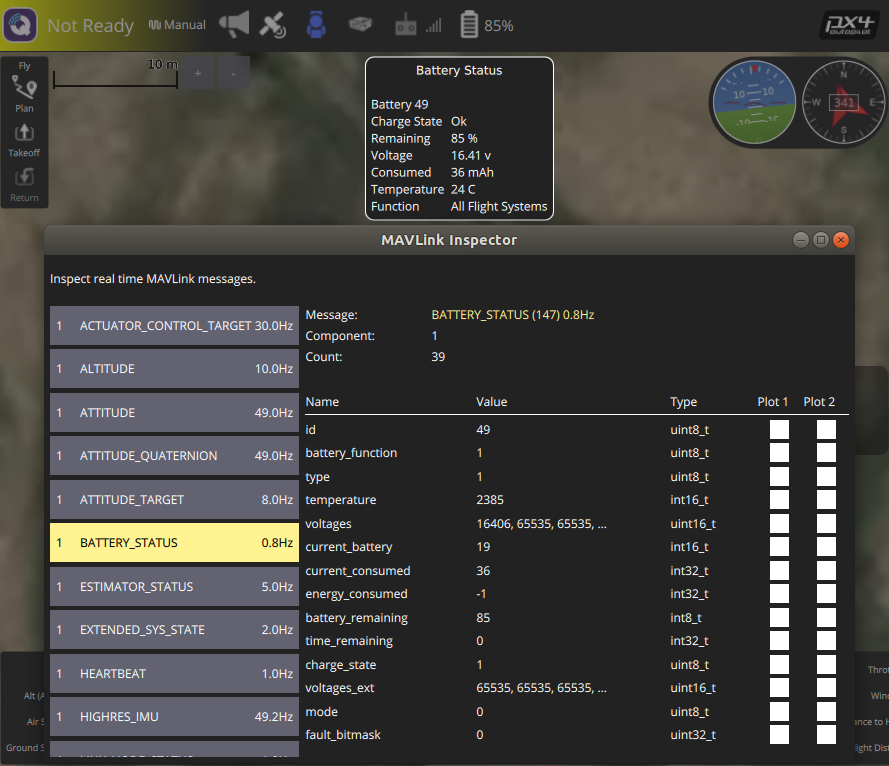 Not Ready Manual 85% PX4 autopilot
Fly
Plan
Takeoff
Return
10 m + -
Battery Status
Battery 49
Charge State Ok
Remaining 85 %
Voltage 16.41 v
Consumed 36 mAh
Temperature 24 C
Function All Flight Systems
10 10
-10 -10
N
W 341 E
S
MAVLink Inspector
Inspect real time MAVLink messages.
1 ACTUATOR_CONTROL_TARGET 30.0Hz
1 ALTITUDE 10.0Hz
1 ATTITUDE 49.0Hz
1 ATTITUDE_QUATERNION 49.0Hz
1 ATTITUDE_TARGET 8.0Hz
1 BATTERY_STATUS 0.8Hz
1 ESTIMATOR_STATUS 5.0Hz
1 EXTENDED_SYS_STATE 2.0Hz
1 HEARTBEAT 1.0Hz
1 HIGHRES_IMU 49.2Hz
Message: BATTERY_STATUS (147) 0.8Hz
Component: 1
Count: 39
Name Value Type Plot 1 Plot 2
id 49 uint8_t
battery_function 1 uint8_t
type 1 uint8_t
temperature 2385 int16_t
voltages 16406, 65535, 65535, ... uint16_t
current_battery 19 int16_t
current_consumed 36 int32_t
energy_consumed -1 int32_t
battery_remaining 85 int8_t
time_remaining 0 int32_t
charge_state 1 uint8_t
voltages_ext 65535, 65535, 65535, ... uint16_t
mode 0 uint8_t
fault_bitmask 0 uint32_t
Alt (A
Air S
Ground S
Throt
Wind
ance to H
light Dist